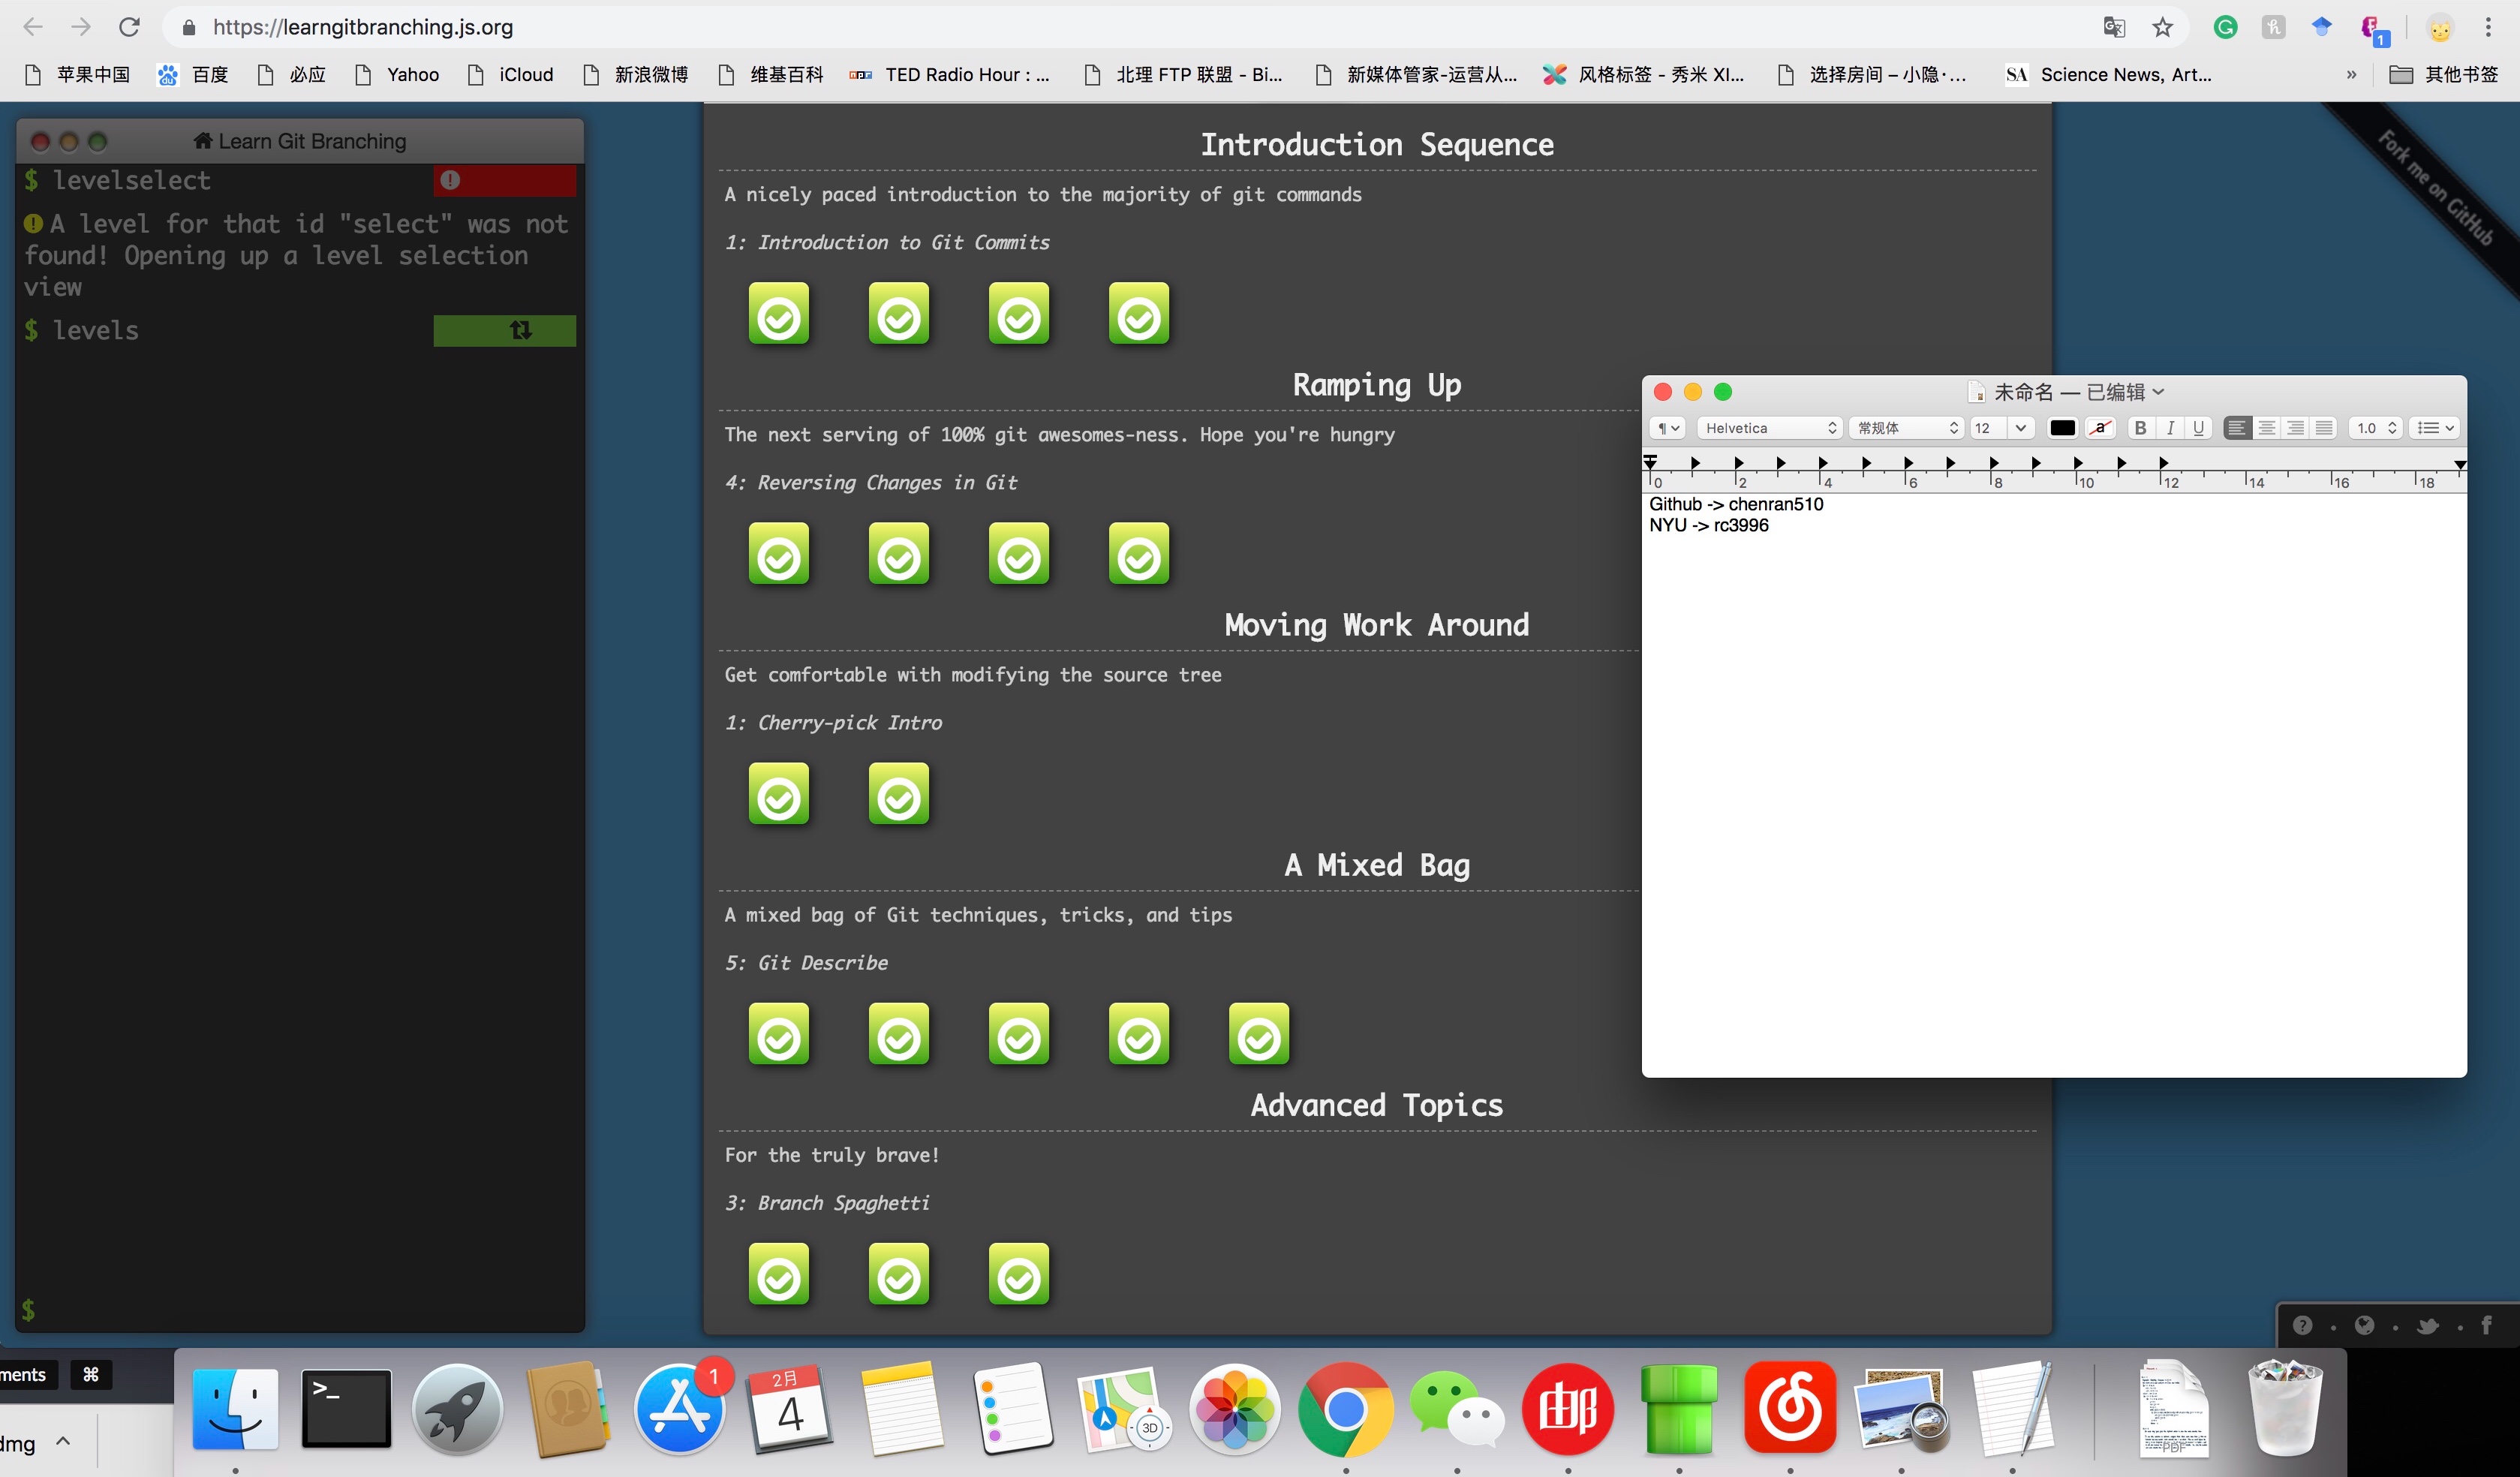 https://learngitbranching.js.org
1
苹果中国
百度
必应
Yahoo
iCloud
新浪微博
维基百科
npr
TED Radio Hour : ...
北理 FTP 联盟 - Bi...
新媒体管家-运营从...
风格标签 - 秀米 XI...
选择房间 – 小隐·...
SA
Science News, Art...
»
其他书签
Learn Git Branching
$ levelselect
A level for that id "select" was not
found! Opening up a level selection
view
$ levels
$
Introduction Sequence
A nicely paced introduction to the majority of git commands
1: Introduction to Git Commits
Ramping Up
The next serving of 100% git awesomes-ness. Hope you're hungry
4: Reversing Changes in Git
Moving Work Around
Get comfortable with modifying the source tree
1: Cherry-pick Intro
A Mixed Bag
A mixed bag of Git techniques, tricks, and tips
5: Git Describe
Advanced Topics
For the truly brave!
3: Branch Spaghetti
Fork me on GitHub
未命名 — 已编辑
¶ Helvetica 常规体 12 a B I U 1.0
0 2 4 6 8 10 12 14 16 18
Github -> chenran510
NYU -> rc3996
ments ⌘
dmg
>_
1
2月
4
3D
PDF